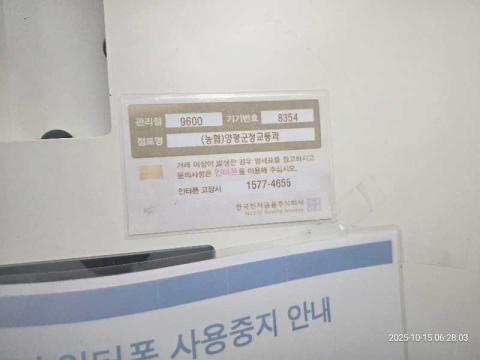 관리점 9600 기기번호 8354
점포명 (농협)양평군청교통과
거래 이상이 발생한 경우 명세표를 참고하시고
문의사항은 인터폰을 이용해 주십시오.
인터폰 고장시 1577-4655
한국전자금융주식회사
인터폰 사용중지 안내
2025-10-15 06:28:03